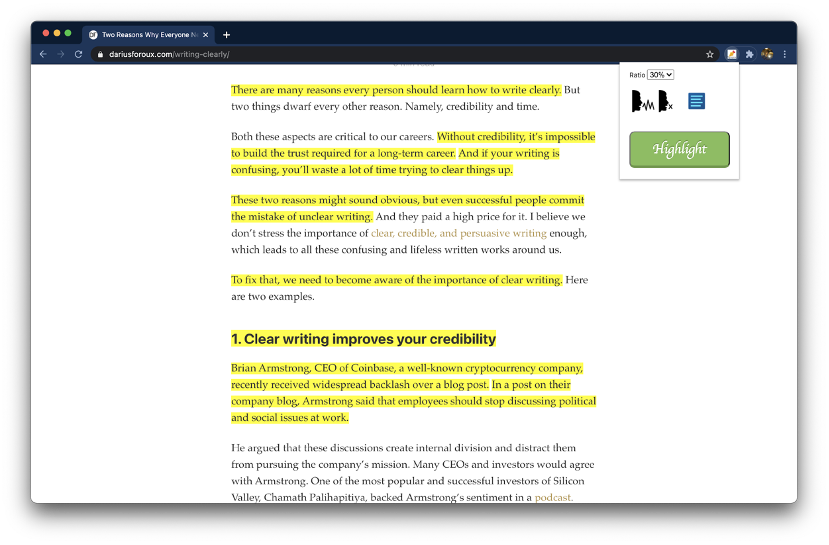 Two Reasons Why Everyone Ne
dariusforoux.com/writing-clearly/
Ratio 30%
Highlight
There are many reasons every person should learn how to write clearly. But
two things dwarf every other reason. Namely, credibility and time.
Both these aspects are critical to our careers. Without credibility, it's impossible
to build the trust required for a long-term career. And if your writing is
confusing, you'll waste a lot of time trying to clear things up.
These two reasons might sound obvious, but even successful people commit
the mistake of unclear writing. And they paid a high price for it. I believe we
don't stress the importance of clear, credible, and persuasive writing enough,
which leads to all these confusing and lifeless written works around us.
To fix that, we need to become aware of the importance of clear writing. Here
are two examples.
1. Clear writing improves your credibility
Brian Armstrong, CEO of Coinbase, a well-known cryptocurrency company,
recently received widespread backlash over a blog post. In a post on their
company blog, Armstrong said that employees should stop discussing political
and social issues at work.
He argued that these discussions create internal division and distract them
from pursuing the company's mission. Many CEOs and investors would agree
with Armstrong. One of the most popular and successful investors of Silicon
Valley, Chamath Palihapitiya, backed Armstrong's sentiment in a podcast.